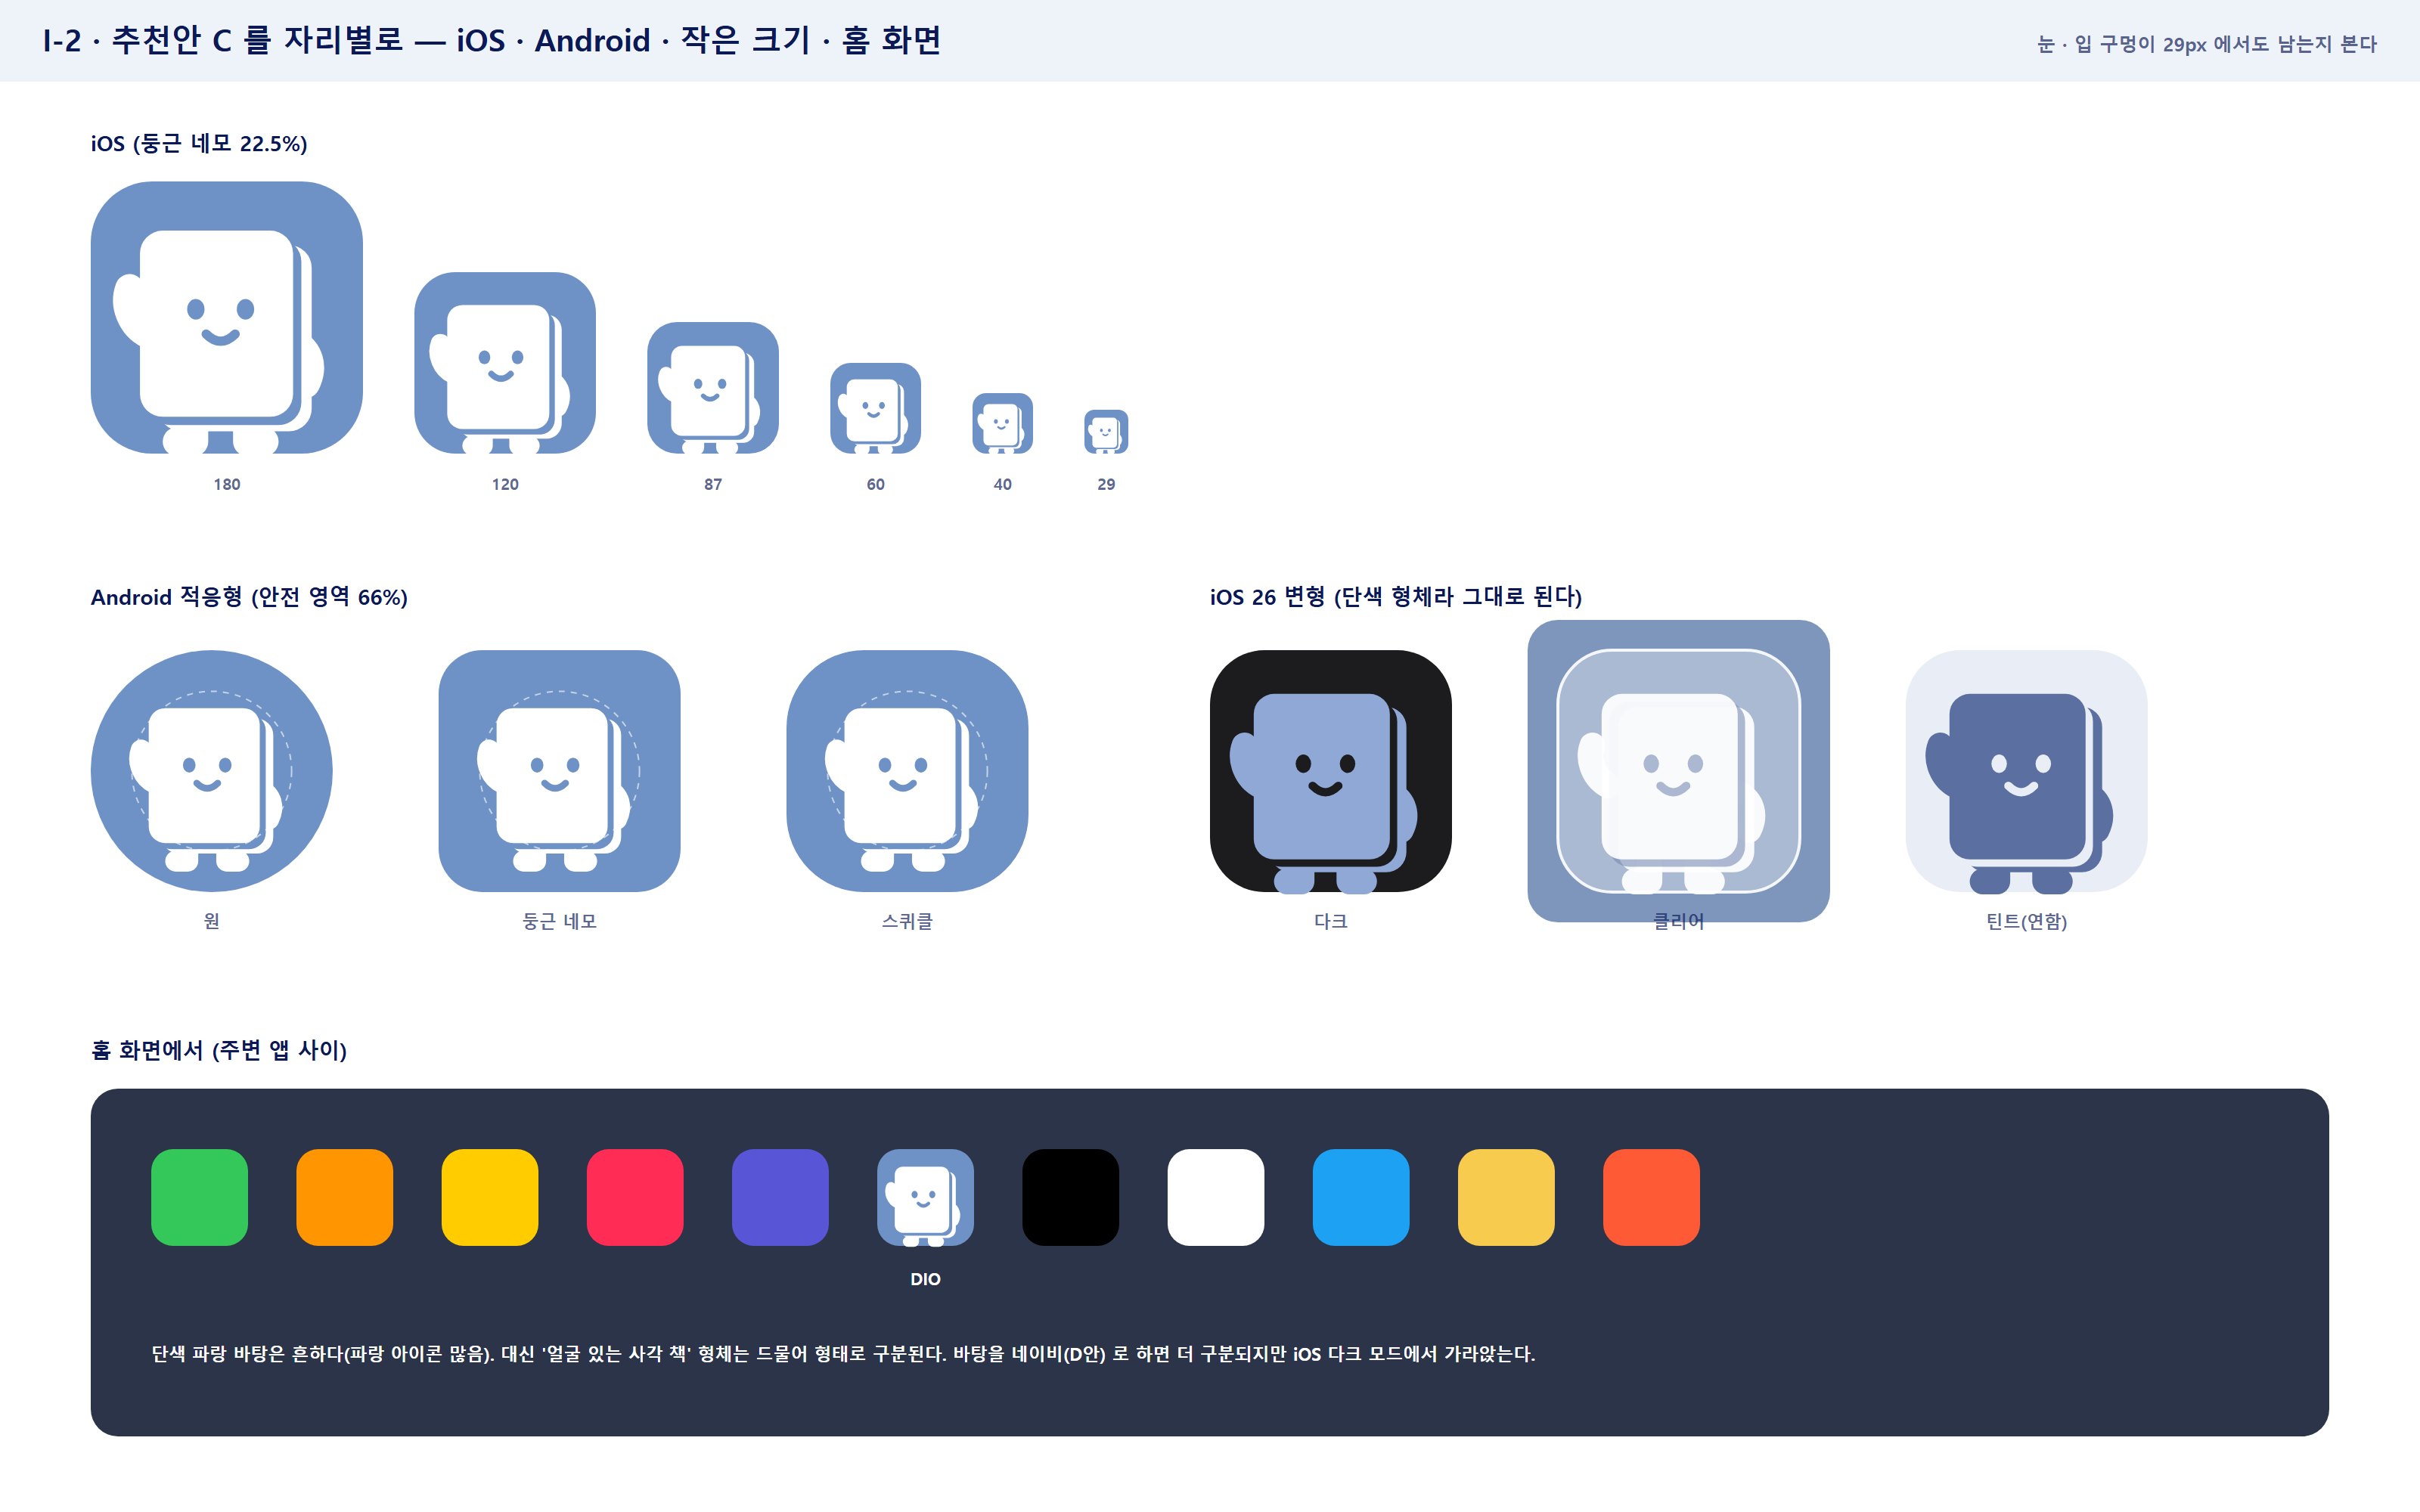 I-2 · 추천안 C 를 자리별로 — iOS · Android · 작은 크기 · 홈 화면
눈 · 입 구멍이 29px 에서도 남는지 본다
iOS (둥근 네모 22.5%)
180
120
87
60
40
29
Android 적응형 (안전 영역 66%)
원
둥근 네모
스퀴클
iOS 26 변형 (단색 형체라 그대로 된다)
다크
클리어
틴트(연함)
홈 화면에서 (주변 앱 사이)
DIO
단색 파랑 바탕은 흔하다(파랑 아이콘 많음). 대신 '얼굴 있는 사각 책' 형체는 드물어 형태로 구분된다. 바탕을 네이비(D안) 로 하면 더 구분되지만 iOS 다크 모드에서 가라앉는다.